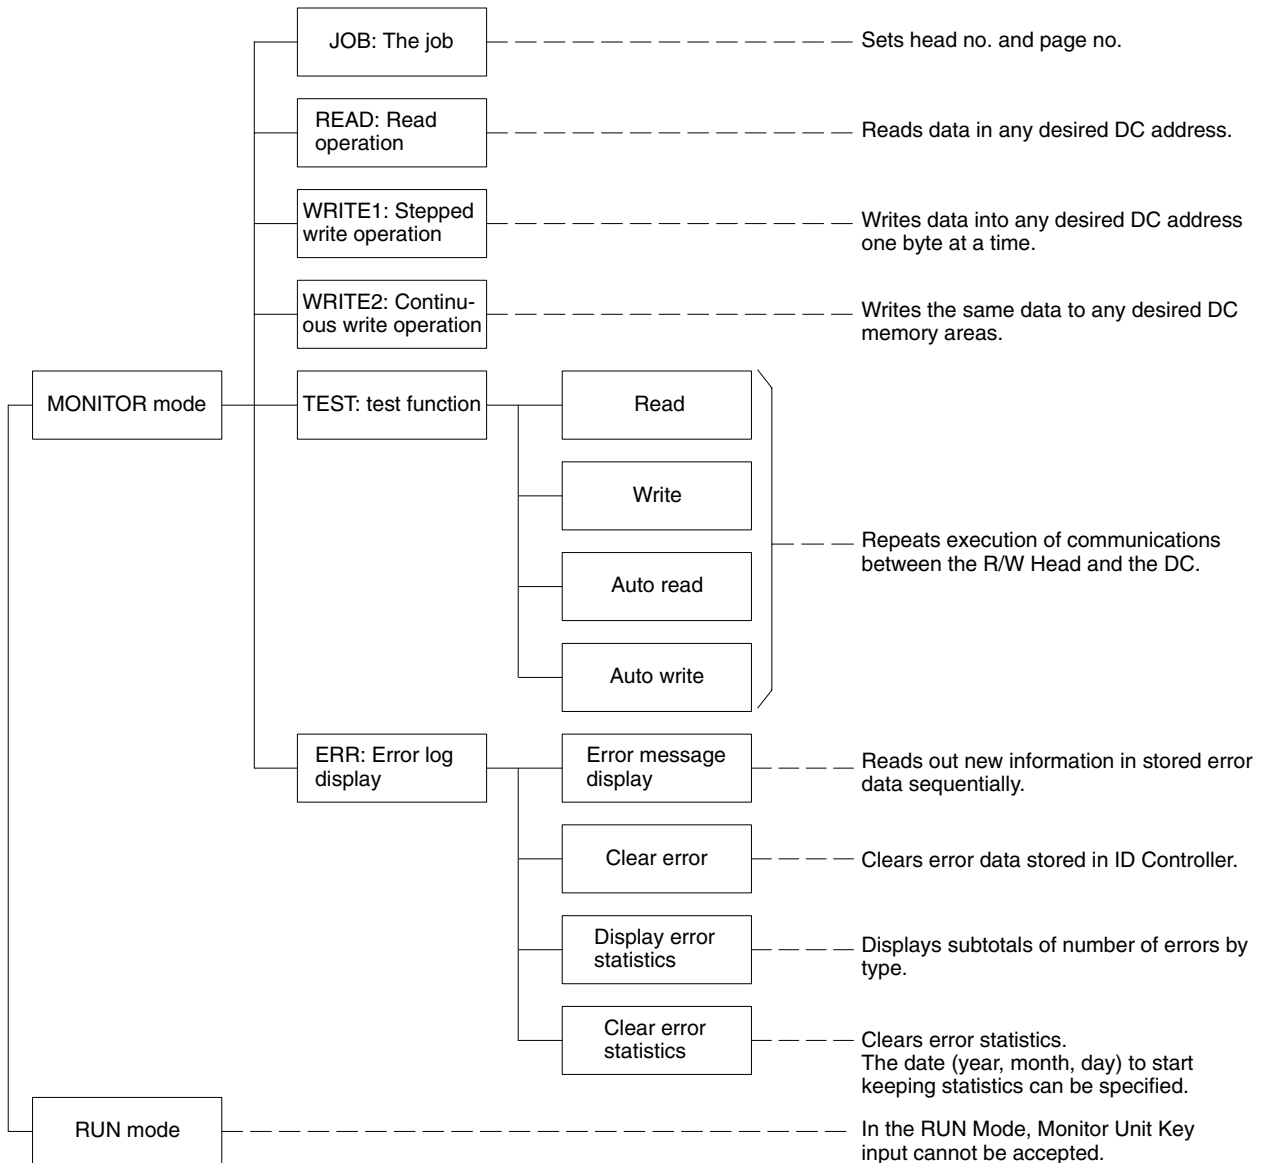 JOB: The job
Sets head no. and page no.
READ: Read
operation
Reads data in any desired DC address.
WRITE1: Stepped
write operation
Writes data into any desired DC address
one byte at a time.
WRITE2: Continu-
ous write operation
Writes the same data to any desired DC
memory areas.
MONITOR mode
TEST: test function
Read
Write
Auto read
Auto write
Repeats execution of communications
between the R/W Head and the DC.
ERR: Error log
display
Error message
display
Reads out new information in stored error
data sequentially.
Clear error
Clears error data stored in ID Controller.
Display error
statistics
Displays subtotals of number of errors by
type.
Clear error
statistics
Clears error statistics.
The date (year, month, day) to start
keeping statistics can be specified.
RUN mode
In the RUN Mode, Monitor Unit Key
input cannot be accepted.